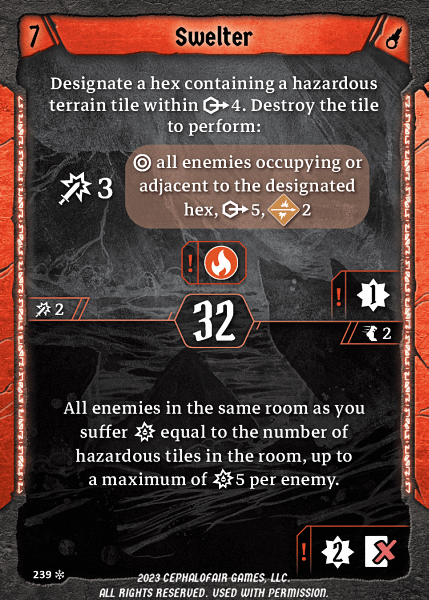 7 Swelter
Designate a hex containing a hazardous
terrain tile within 4. Destroy the tile
to perform:
3
all enemies occupying or
adjacent to the designated
hex, 5, 2
!
! 1
2
32
2
All enemies in the same room as you
suffer equal to the number of
hazardous tiles in the room, up to
a maximum of 5 per enemy.
! 2
239
2023 CEPHALOFAIR GAMES, LLC.
ALL RIGHTS RESERVED. USED WITH PERMISSION.